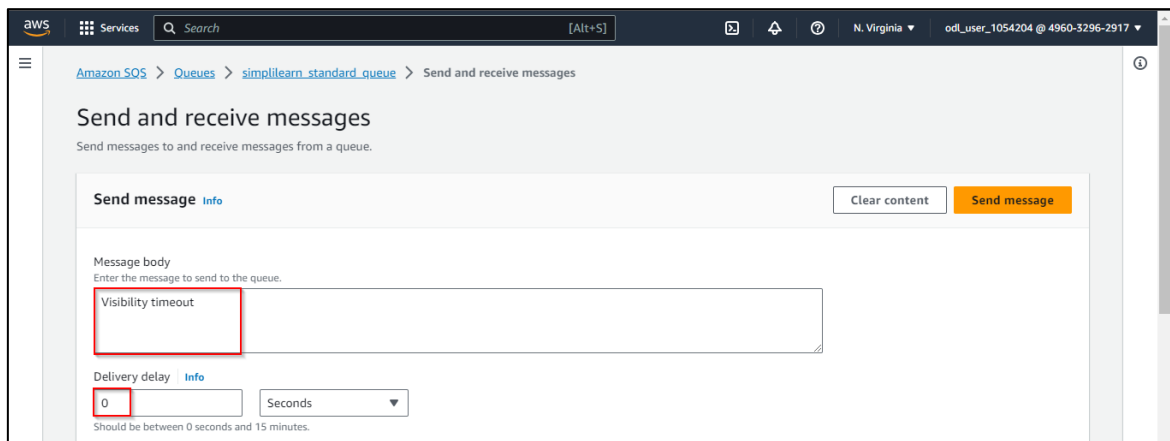 aws Services Search [Alt+S] N. Virginia odl_user_1054204 @ 4960-3296-2917
Amazon SQS > Queues > simplilearn_standard_queue > Send and receive messages
Send and receive messages
Send messages to and receive messages from a queue.
Send message Info Clear content Send message
Message body
Enter the message to send to the queue.
Visibility timeout
Delivery delay Info
0 Seconds
Should be between 0 seconds and 15 minutes.